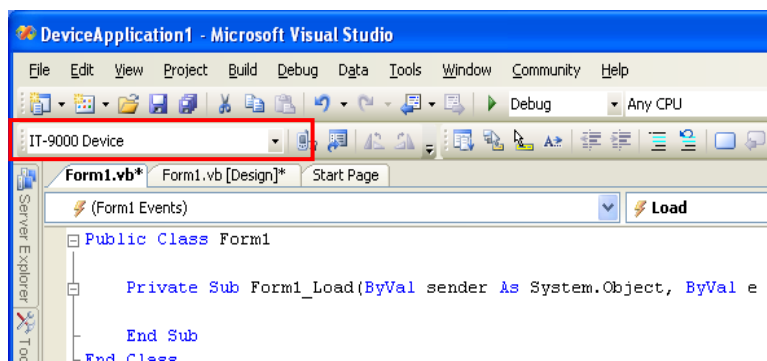 DeviceApplication1 - Microsoft Visual Studio
File Edit View Project Build Debug Data Tools Window Community Help
Debug Any CPU
IT-9000 Device
Form1.vb* Form1.vb [Design]* Start Page
(Form1 Events) Load
Server Explorer
Public Class Form1
Private Sub Form1_Load(ByVal sender As System.Object, ByVal e
End Sub
End Class